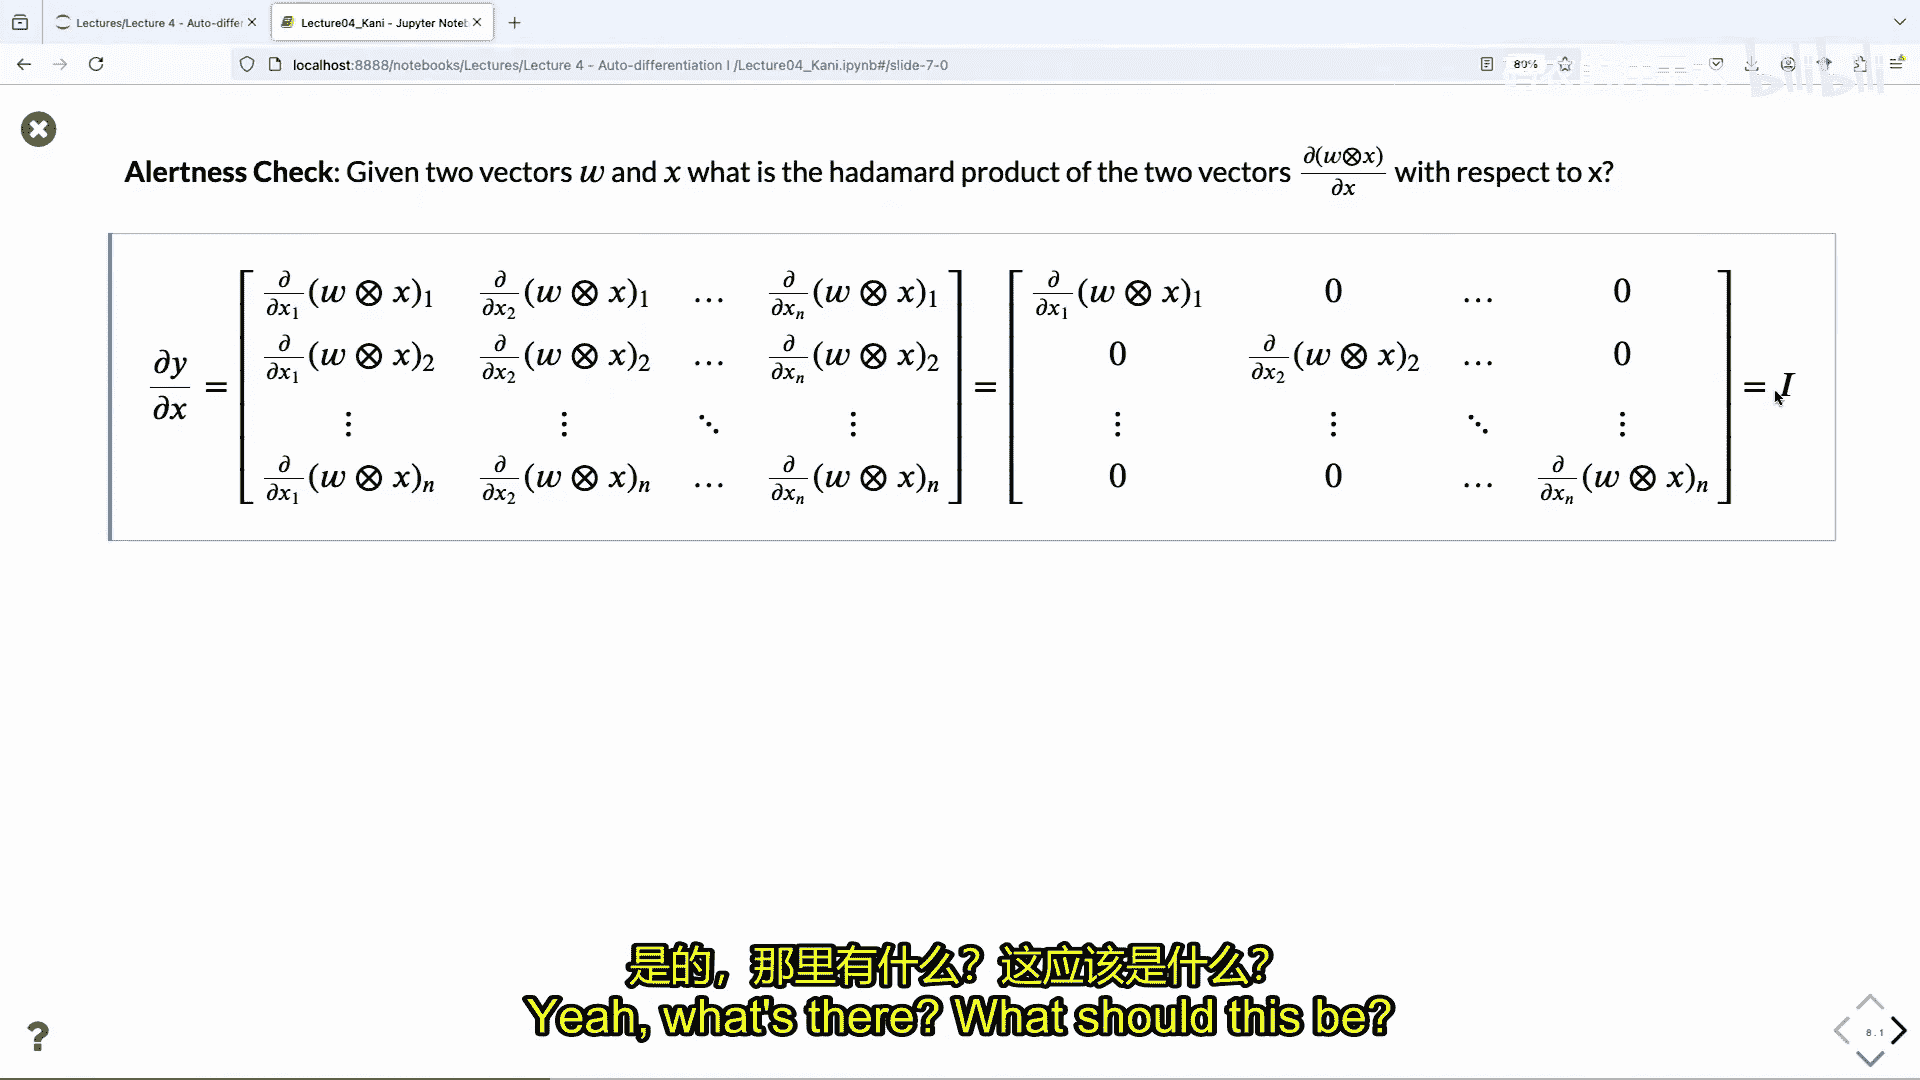 Lectures/Lecture 4 - Auto-differ
Lecture04_Kani - Jupyter Noteb
localhost:8888/notebooks/Lectures/Lecture 4 - Auto-differentiation I /Lecture04_Kani.ipynb#/slide-7-0
80%
bilibili
Alertness Check: Given two vectors w and x what is the hadamard product of the two vectors ∂(w⊗x)/∂x with respect to x?
∂y/∂x = [ ∂/∂x₁ (w ⊗ x)₁ ∂/∂x₂ (w ⊗ x)₁ … ∂/∂xₙ (w ⊗ x)₁
∂/∂x₁ (w ⊗ x)₂ ∂/∂x₂ (w ⊗ x)₂ … ∂/∂xₙ (w ⊗ x)₂
⋮ ⋮ ⋱ ⋮
∂/∂x₁ (w ⊗ x)ₙ ∂/∂x₂ (w ⊗ x)ₙ … ∂/∂xₙ (w ⊗ x)ₙ ]
= [ ∂/∂x₁ (w ⊗ x)₁ 0 … 0
0 ∂/∂x₂ (w ⊗ x)₂ … 0
⋮ ⋮ ⋱ ⋮
0 0 … ∂/∂xₙ (w ⊗ x)ₙ ] = I
是的，那里有什么？这应该是什么？
Yeah, what's there? What should this be?
?
8.1